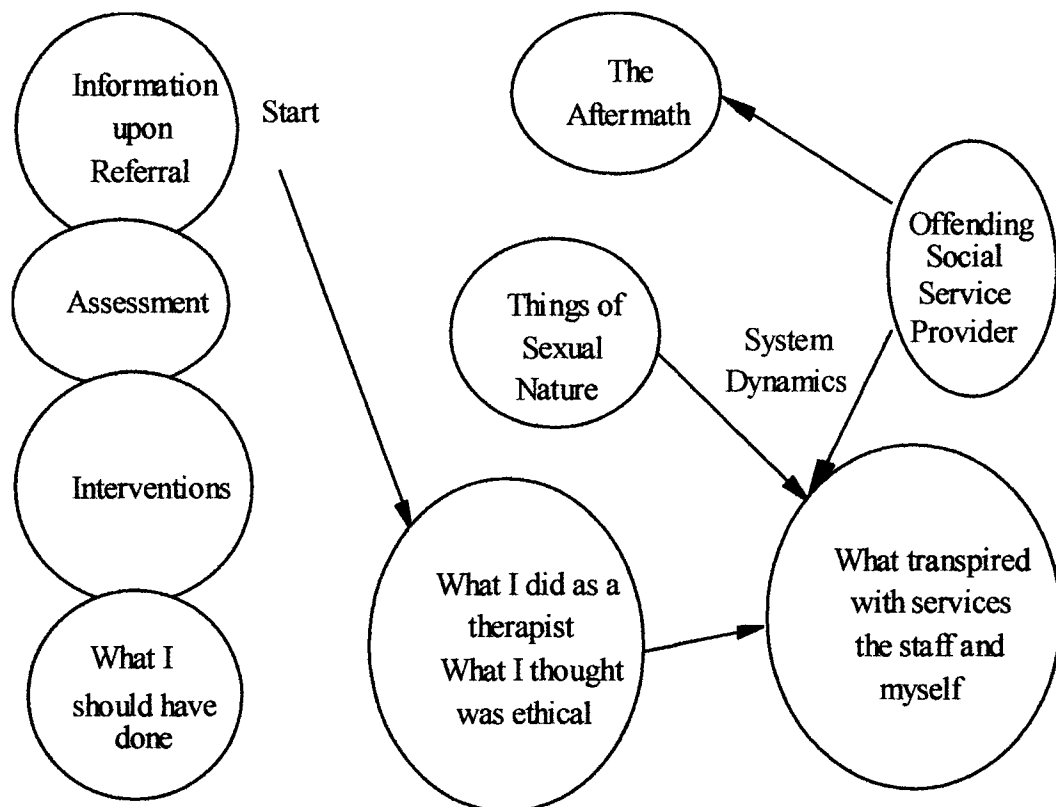 Information
upon
Referral
Start
Assessment
Interventions
What I
should have
done
The
Aftermath
Offending
Social
Service
Provider
Things of
Sexual
Nature
System
Dynamics
What I did as a
therapist
What I thought
was ethical
What transpired
with services
the staff and
myself